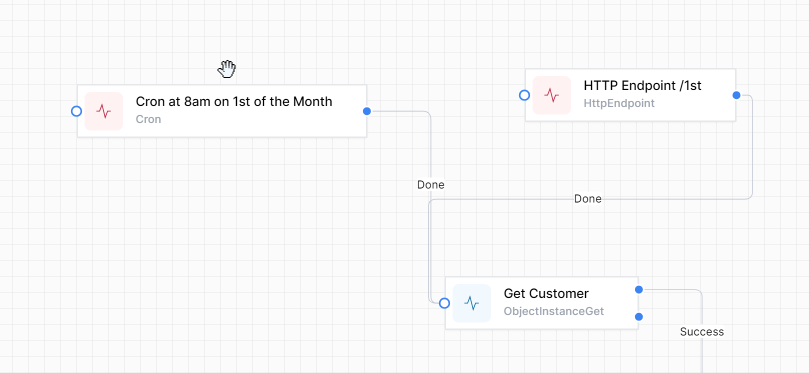 Cron at 8am on 1st of the Month
Cron
HTTP Endpoint /1st
HttpEndpoint
Done
Done
Get Customer
ObjectInstanceGet
Success